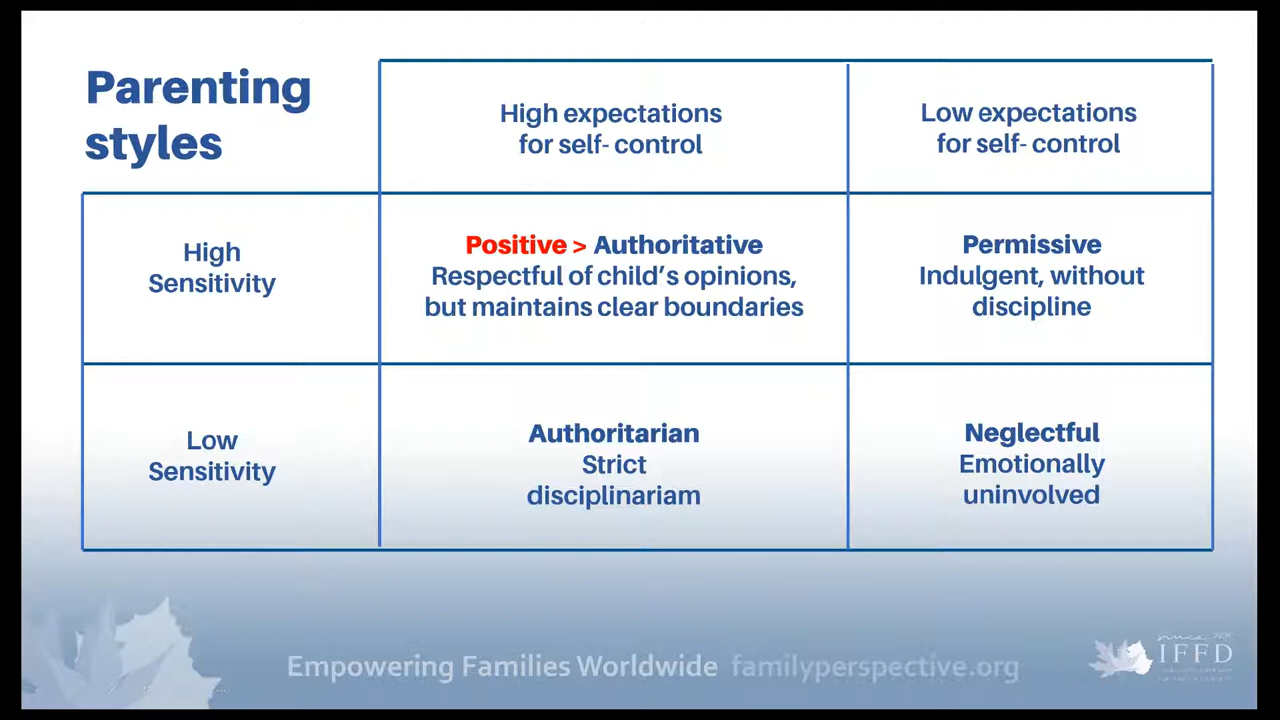 Parenting
styles
High expectations
for self- control
Low expectations
for self- control
High
Sensitivity
Positive > Authoritative
Respectful of child's opinions,
but maintains clear boundaries
Permissive
Indulgent, without
discipline
Low
Sensitivity
Authoritarian
Strict
disciplinariam
Neglectful
Emotionally
uninvolved
Empowering Families Worldwide familyperspective.org
since
IFFD